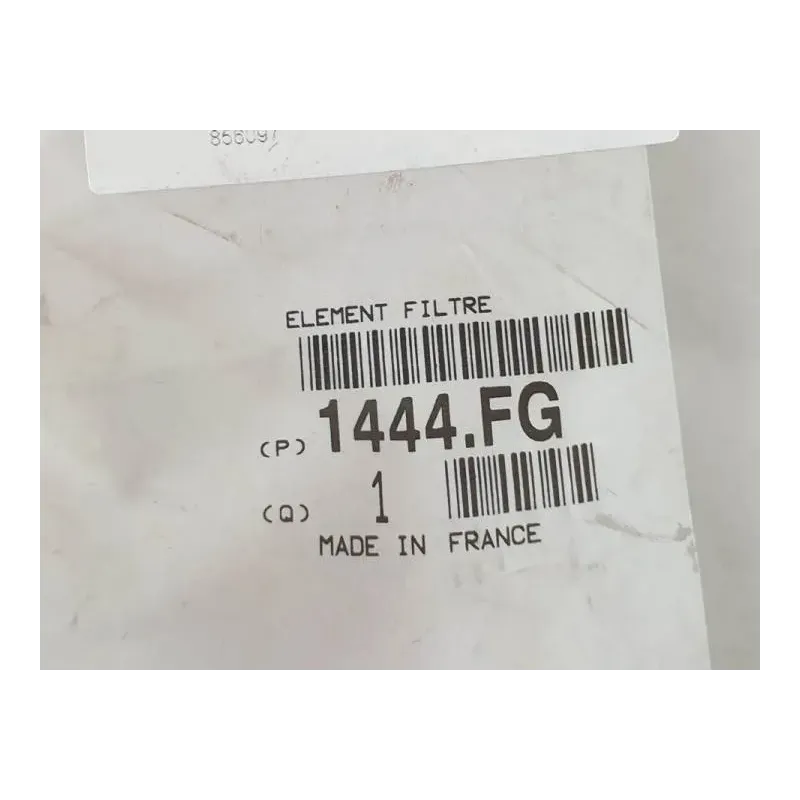 856097
ELEMENT FILTRE
(P) 1444.FG
(Q) 1
MADE IN FRANCE